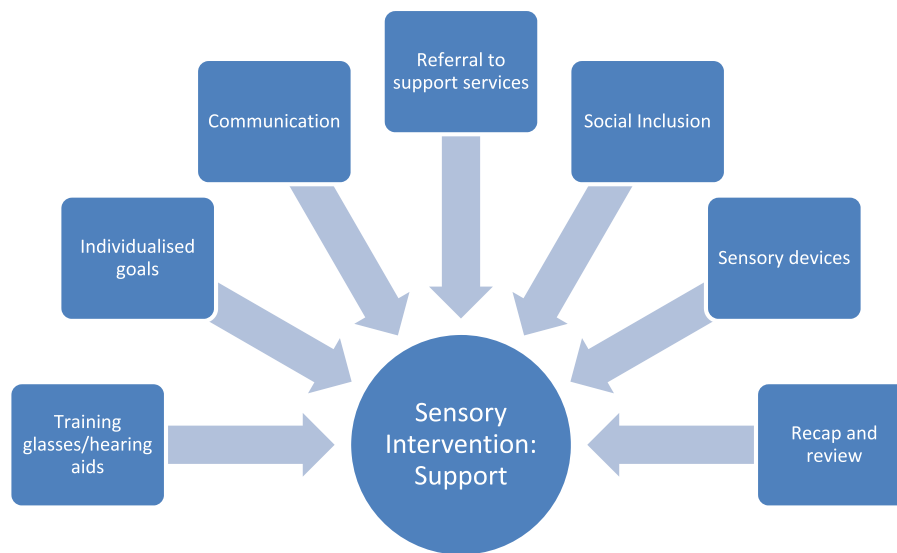 Referral to
support services
Communication
Social Inclusion
Individualised
goals
Sensory devices
Training
glasses/hearing
aids
Sensory
Intervention:
Support
Recap and
review